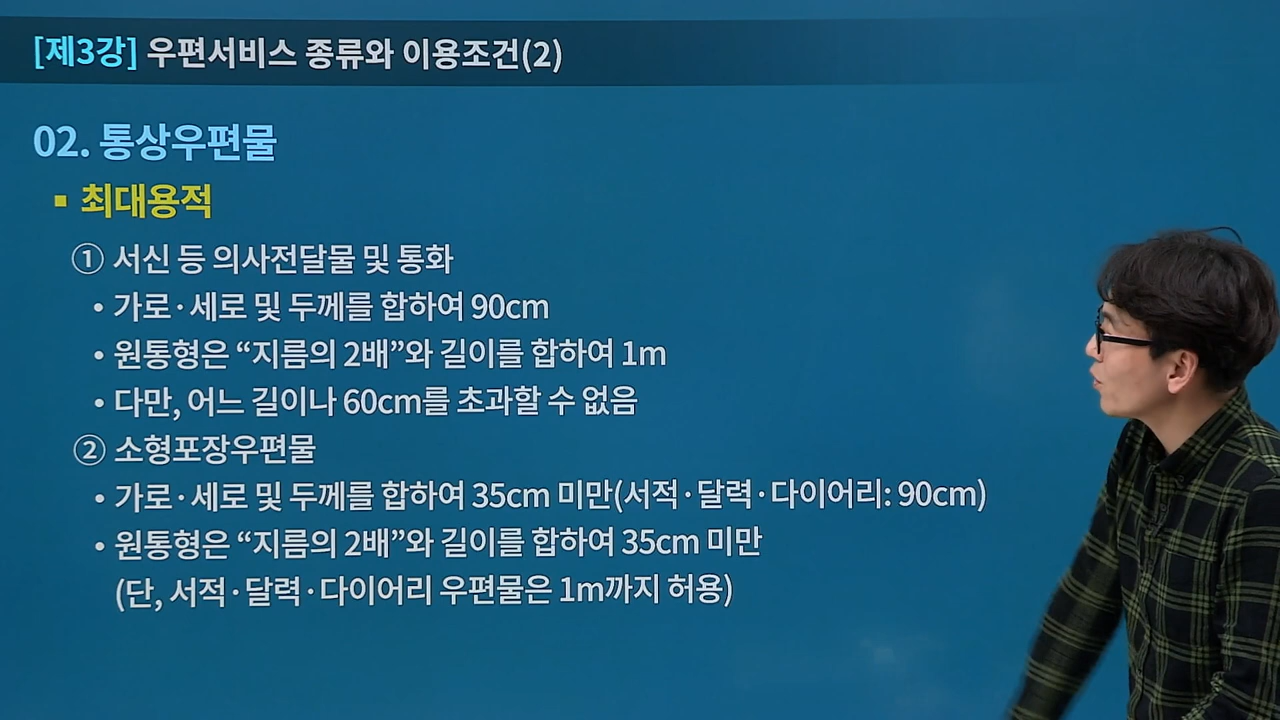 [제3강] 우편서비스 종류와 이용조건(2)
02. 통상우편물
▪ 최대용적
① 서신 등 의사전달물 및 통화
• 가로·세로 및 두께를 합하여 90cm
• 원통형은 “지름의 2배”와 길이를 합하여 1m
• 다만, 어느 길이나 60cm를 초과할 수 없음
② 소형포장우편물
• 가로·세로 및 두께를 합하여 35cm 미만(서적·달력·다이어리: 90cm)
• 원통형은 “지름의 2배”와 길이를 합하여 35cm 미만
(단, 서적·달력·다이어리 우편물은 1m까지 허용)